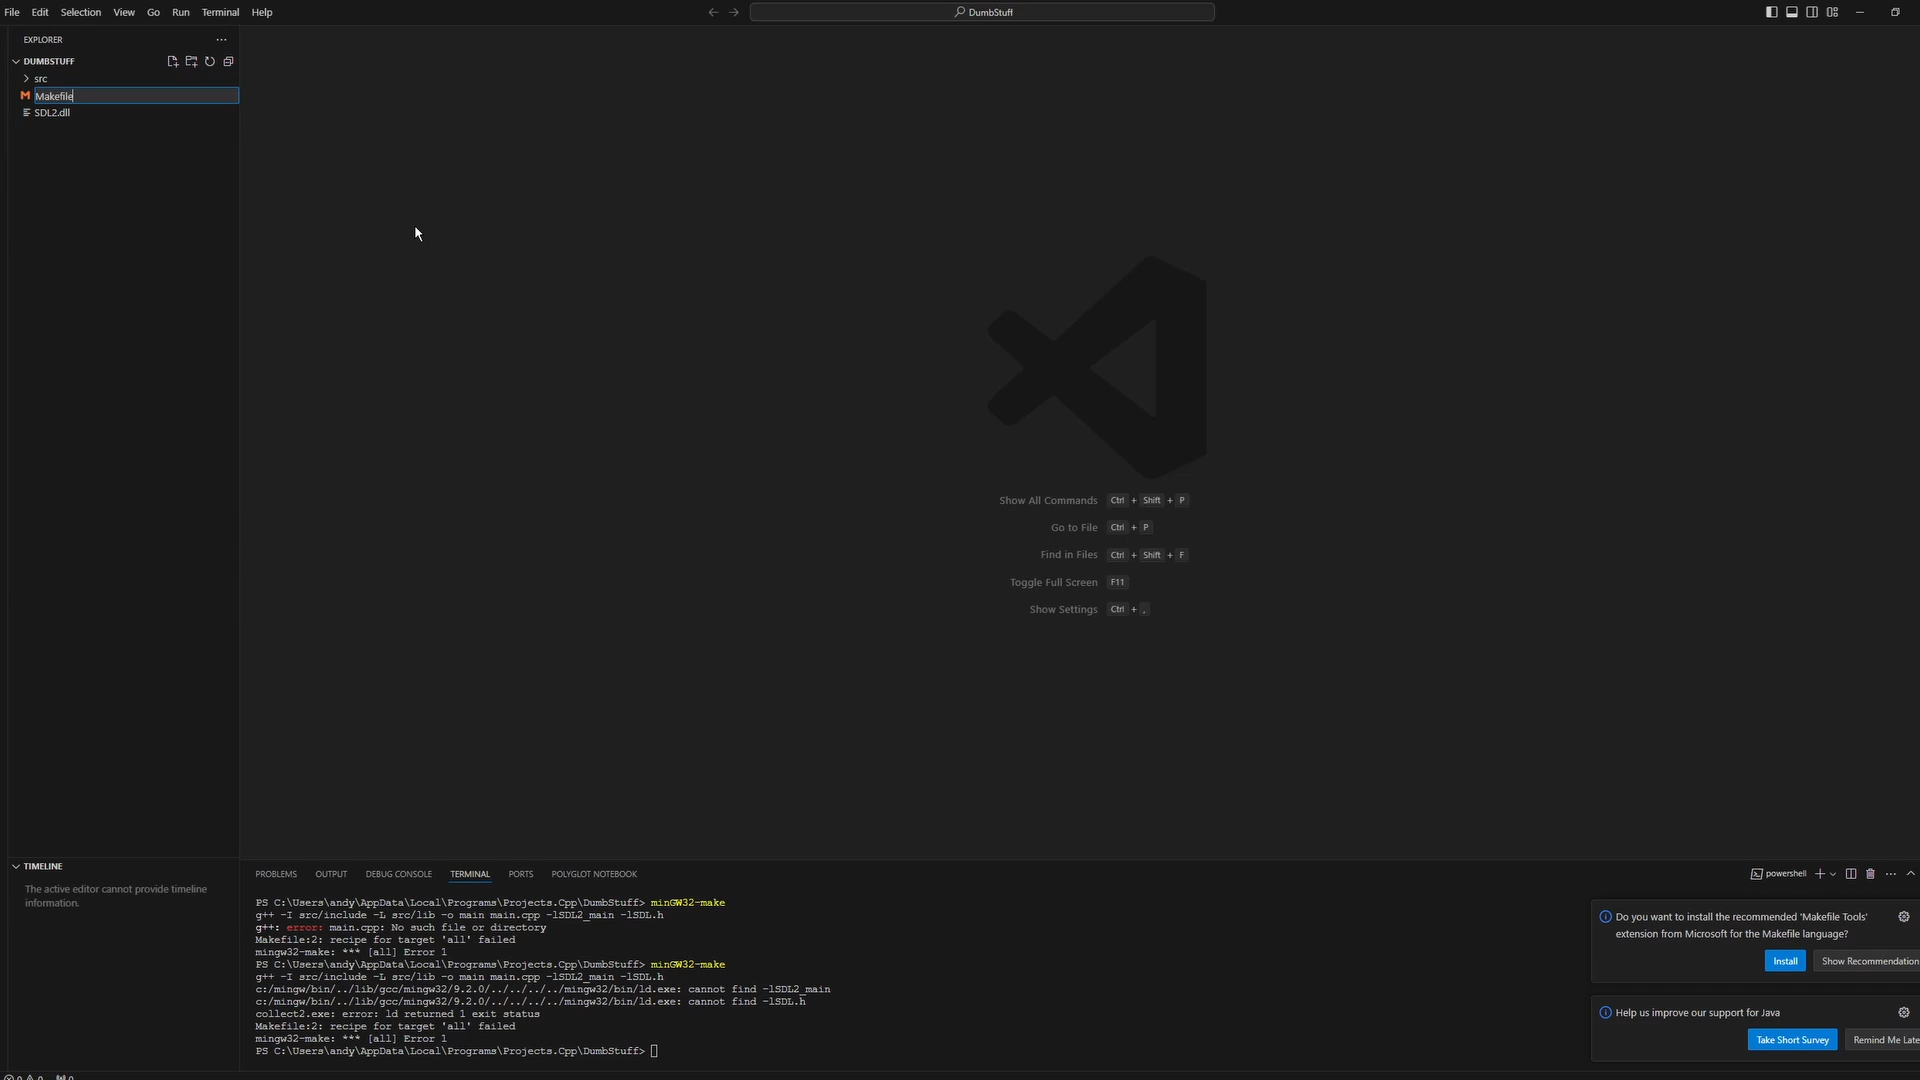 File Edit Selection View Go Run Terminal Help
DumbStuff
EXPLORER
DUMBSTUFF
src
Makefile
SDL2.dll
Show All Commands Ctrl + Shift + P
Go to File Ctrl + P
Find in Files Ctrl + Shift + F
Toggle Full Screen F11
Show Settings Ctrl + ,
TIMELINE
The active editor cannot provide timeline
information.
PROBLEMS OUTPUT DEBUG CONSOLE TERMINAL PORTS POLYGLOT NOTEBOOK
powershell
PS C:\Users\andy\AppData\Local\Programs\Projects.Cpp\DumbStuff> minGW32-make
g++ -I src/include -L src/lib -o main main.cpp -lSDL2_main -lSDL.h
g++: error: main.cpp: No such file or directory
Makefile:2: recipe for target 'all' failed
mingw32-make: *** [all] Error 1
PS C:\Users\andy\AppData\Local\Programs\Projects.Cpp\DumbStuff> minGW32-make
g++ -I src/include -L src/lib -o main main.cpp -lSDL2_main -lSDL.h
c:/mingw/bin/../lib/gcc/mingw32/9.2.0/../../../../mingw32/bin/ld.exe: cannot find -lSDL2_main
c:/mingw/bin/../lib/gcc/mingw32/9.2.0/../../../../mingw32/bin/ld.exe: cannot find -lSDL.h
collect2.exe: error: ld returned 1 exit status
Makefile:2: recipe for target 'all' failed
mingw32-make: *** [all] Error 1
PS C:\Users\andy\AppData\Local\Programs\Projects.Cpp\DumbStuff>
Do you want to install the recommended 'Makefile Tools'
extension from Microsoft for the Makefile language?
Install Show Recommendation
Help us improve our support for Java
Take Short Survey Remind Me Late